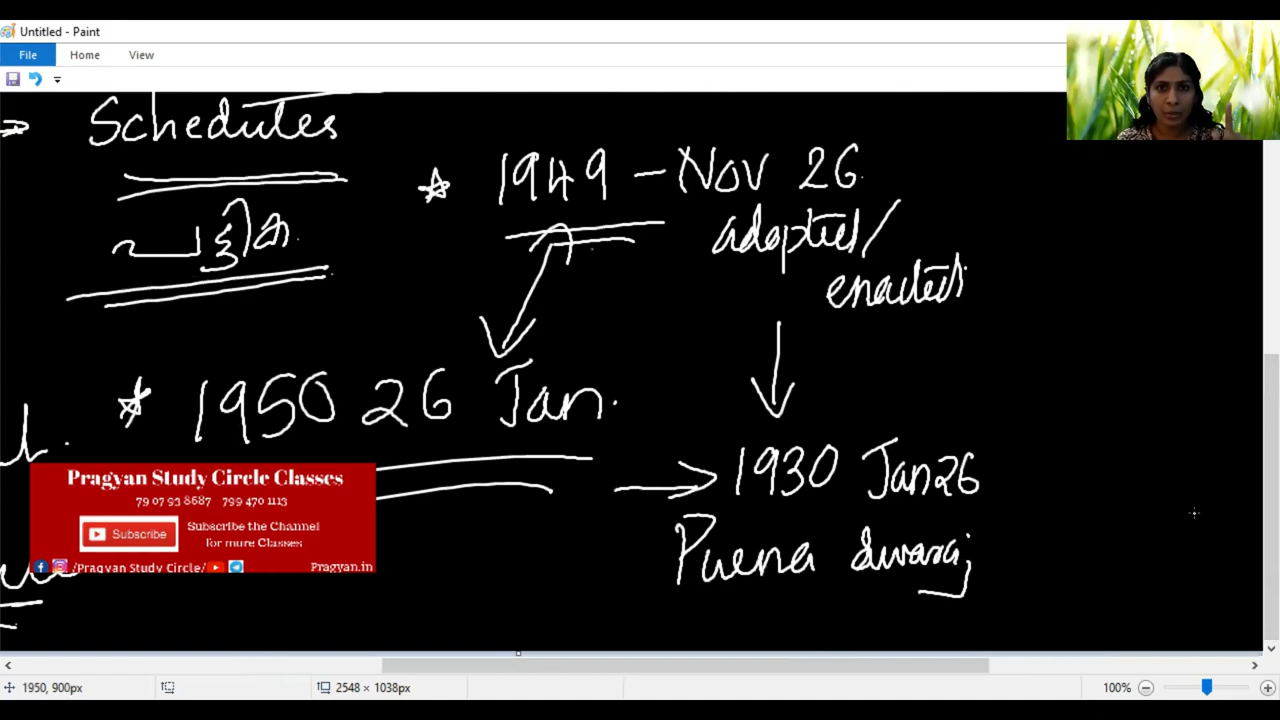 Untitled - Paint
File Home View
Schedules
പട്ടിക
☆ 1949 - Nov 26
adopted/
enacted
☆ 1950 26 Jan.
→ 1930 Jan 26
Purna Swaraj
Pragyan Study Circle Classes
79 07 93 8687 799 470 1113
Subscribe
Subscribe the Channel
for more Classes
/Pragyan Study Circle/
Pragyan.in
1950, 900px
2548 × 1038px
100%